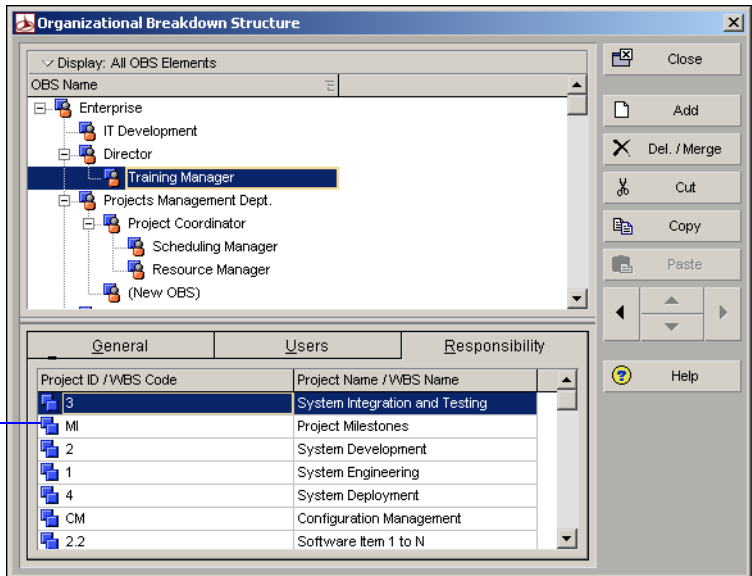 Organizational Breakdown Structure
Display: All OBS Elements
OBS Name
Enterprise
IT Development
Director
Training Manager
Projects Management Dept.
Project Coordinator
Scheduling Manager
Resource Manager
(New OBS)
Close
Add
Del. / Merge
Cut
Copy
Paste
Help
General Users Responsibility
Project ID / WBS Code Project Name / WBS Name
3 System Integration and Testing
MI Project Milestones
2 System Development
1 System Engineering
4 System Deployment
CM Configuration Management
2.2 Software Item 1 to N